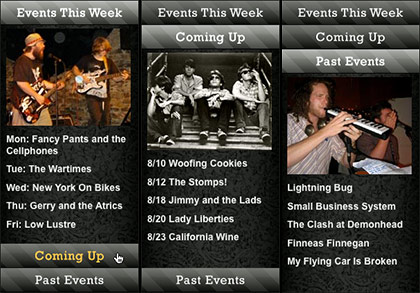 Events This Week
Mon: Fancy Pants and the
Cellphones
Tue: The Wartimes
Wed: New York On Bikes
Thu: Gerry and the Atrics
Fri: Low Lustre
Coming Up
Past Events
Events This Week
Coming Up
8/10 Woofing Cookies
8/12 The Stomps!
8/18 Jimmy and the Lads
8/20 Lady Liberties
8/23 California Wine
Past Events
Events This Week
Coming Up
Past Events
Lightning Bug
Small Business System
The Clash at Demonhead
Finneas Finnegan
My Flying Car Is Broken